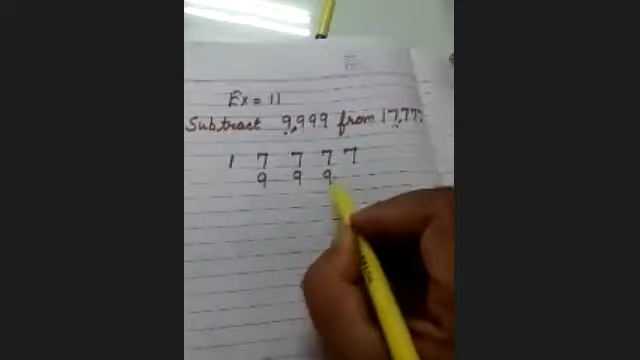 Ex = 11
Subtract 9,999 from 17,777
1 7 7 7 7
9 9 9